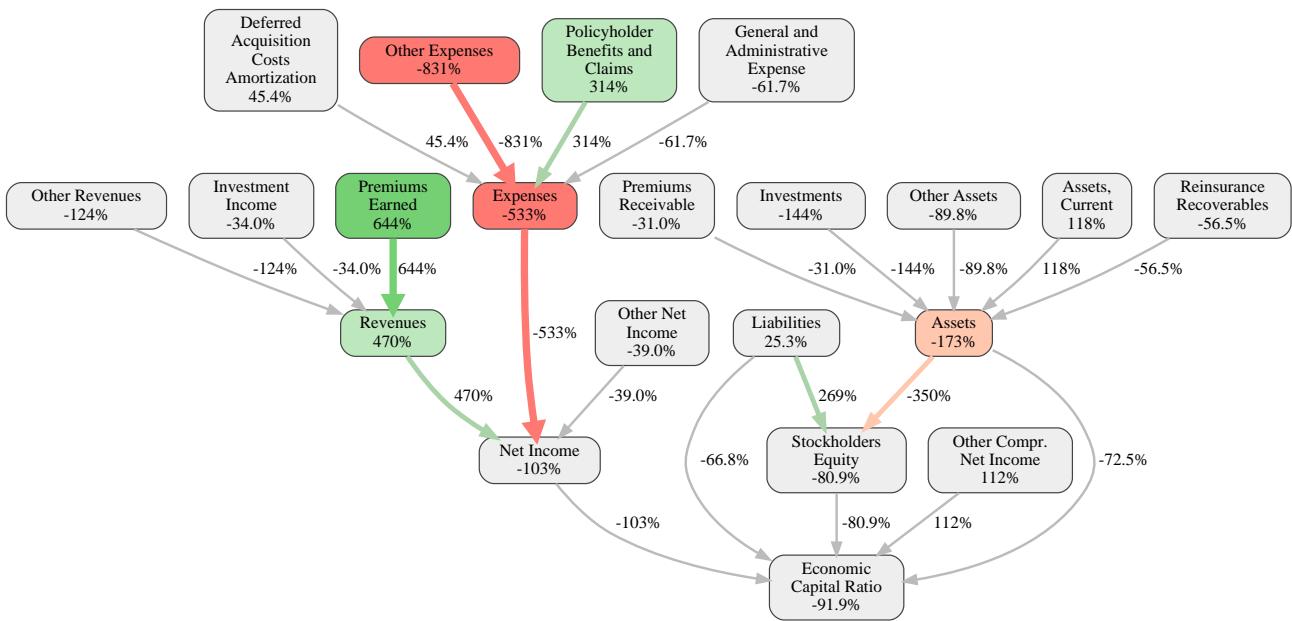 Deferred
Acquisition
Costs
Amortization
45.4%
Other Expenses
-831%
Policyholder
Benefits and
Claims
314%
General and
Administrative
Expense
-61.7%
45.4%
-831%
314%
-61.7%
Other Revenues
-124%
Investment
Income
-34.0%
Premiums
Earned
644%
Expenses
-533%
Premiums
Receivable
-31.0%
Investments
-144%
Other Assets
-89.8%
Assets,
Current
118%
Reinsurance
Recoverables
-56.5%
-124%
-34.0%
644%
-31.0%
-144%
-89.8%
118%
-56.5%
Revenues
470%
-533%
Other Net
Income
-39.0%
Liabilities
25.3%
Assets
-173%
470%
-39.0%
269%
-350%
Net Income
-103%
-66.8%
Stockholders
Equity
-80.9%
Other Compr.
Net Income
112%
-72.5%
-103%
-80.9%
112%
Economic
Capital Ratio
-91.9%